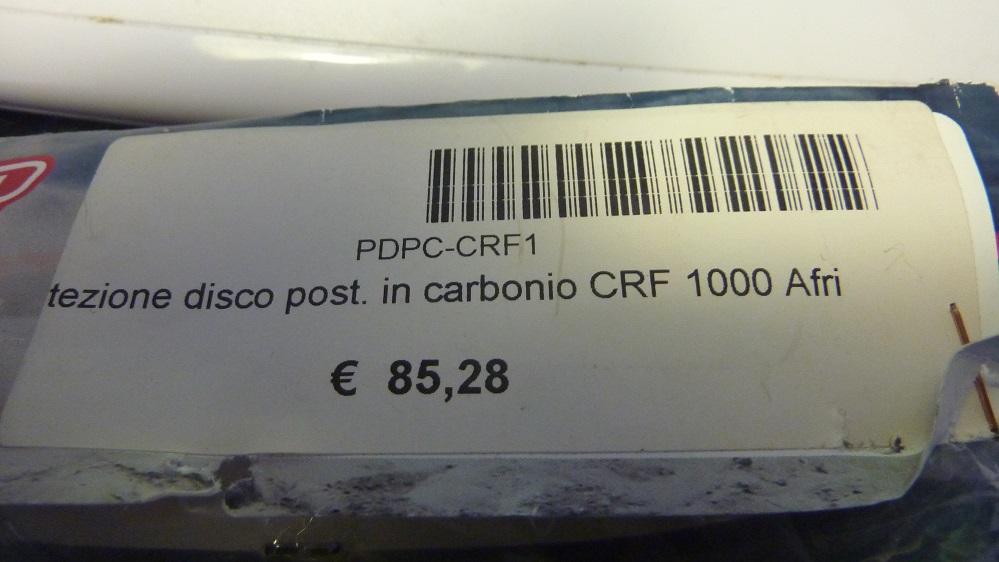 PDPC-CRF1
tezione disco post. in carbonio CRF 1000 Afri
€ 85,28